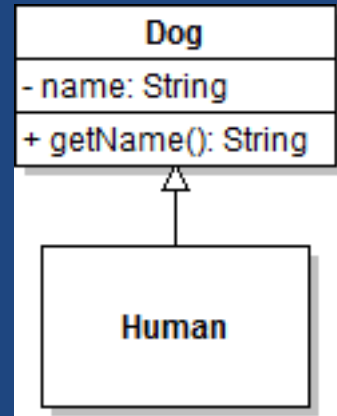 Dog
- name: String
+ getName(): String
Human